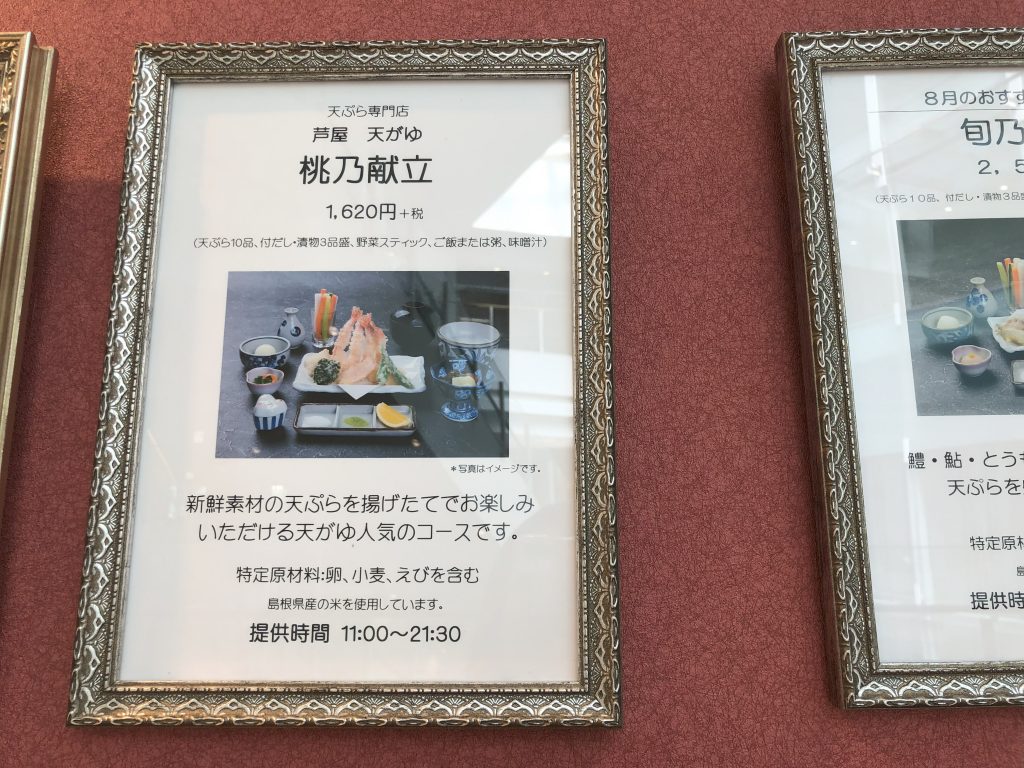 天ぷら専門店
芦屋 天がゆ
桃乃献立
1,620円+税
(天ぷら10品、付だし・漬物3品盛、野菜スティック、ご飯または粥、味噌汁)
*写真はイメージです。
新鮮素材の天ぷらを揚げたてでお楽しみ
いただける天がゆ人気のコースです。
特定原材料:卵、小麦、えびを含む
島根県産の米を使用しています。
提供時間 11:00〜21:30
8月のおすす
旬乃
2,5
(天ぷら10品、付だし・漬物3品盛
鱧・鮎・とうも
天ぷらを
特定原材
島
提供時